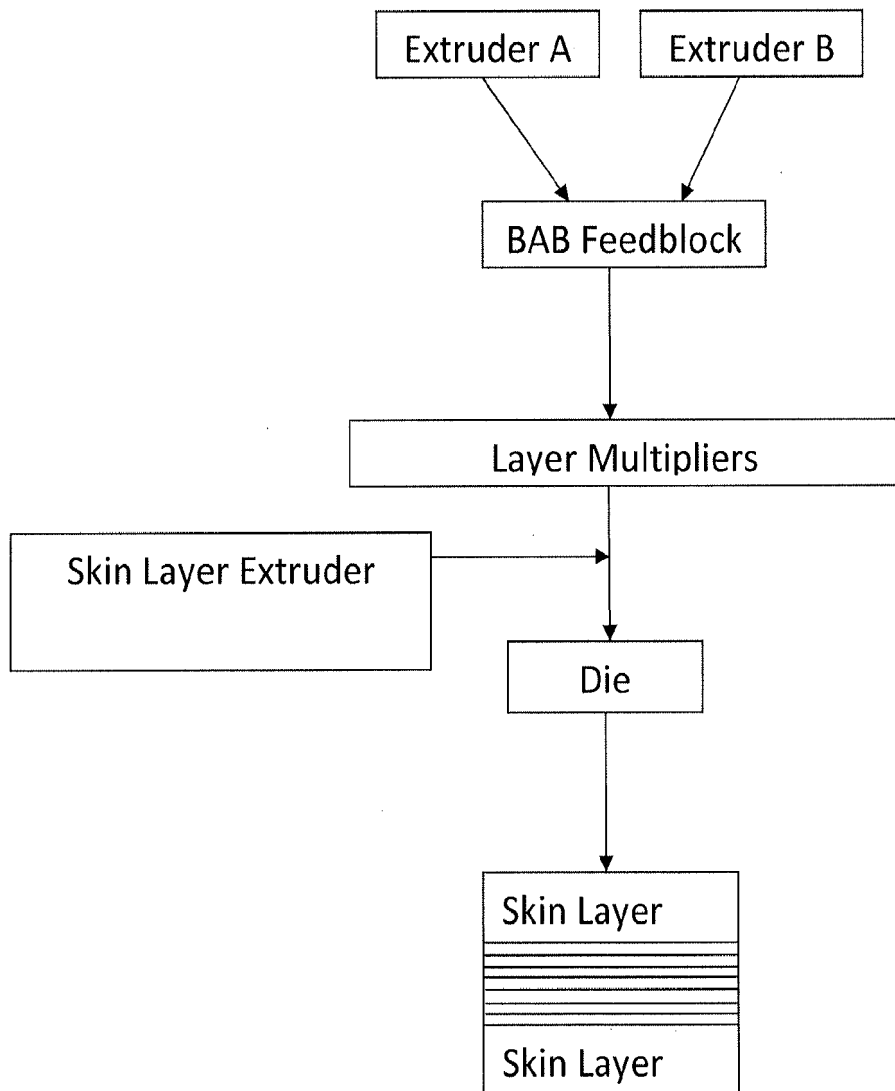 Extruder A
Extruder B
BAB Feedblock
Layer Multipliers
Skin Layer Extruder
Die
Skin Layer
Skin Layer